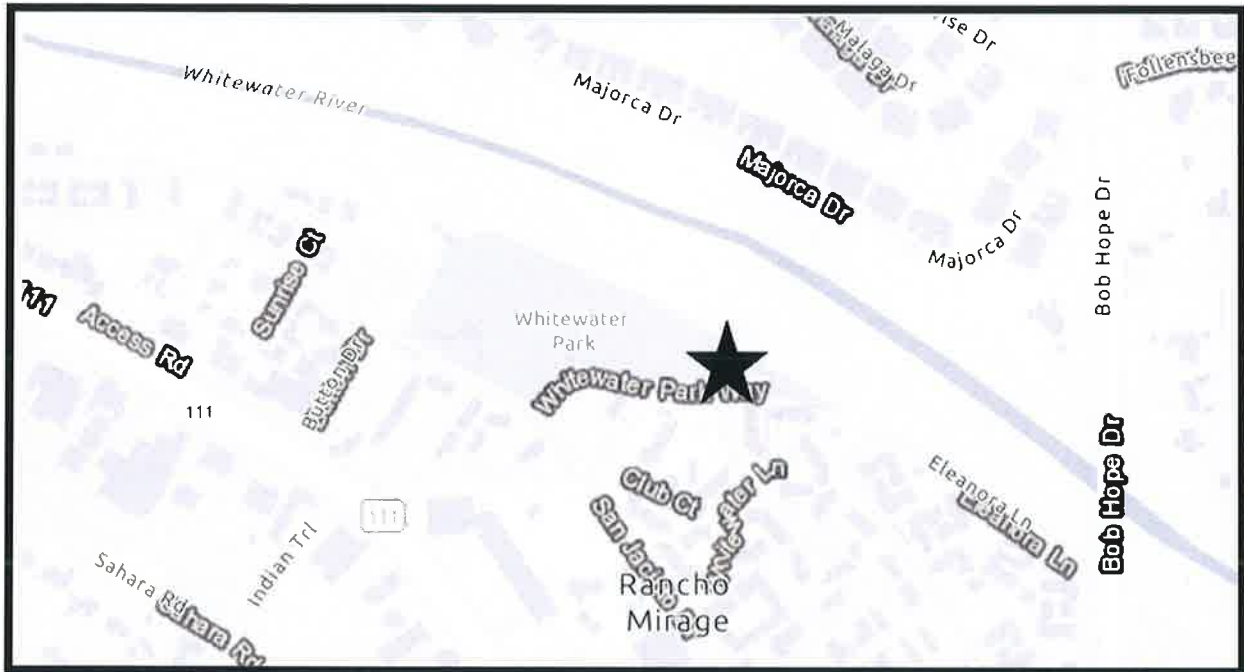 ise Dr
Malaga Dr
Follensbee
Whitewater River
Majorca Dr
Majorca Dr
Majorca Dr
Bob Hope Dr
Sunrise Ct
111
Access Rd
Button Dr
Whitewater
Park
Whitewater Park Way
111
Bob Hope Dr
Eleanora Ln
Eleanora Ln
Club Ct
Whitewater Ln
111
Indian Trl
Sahara Rd
Sahara Rd
Rancho
Mirage